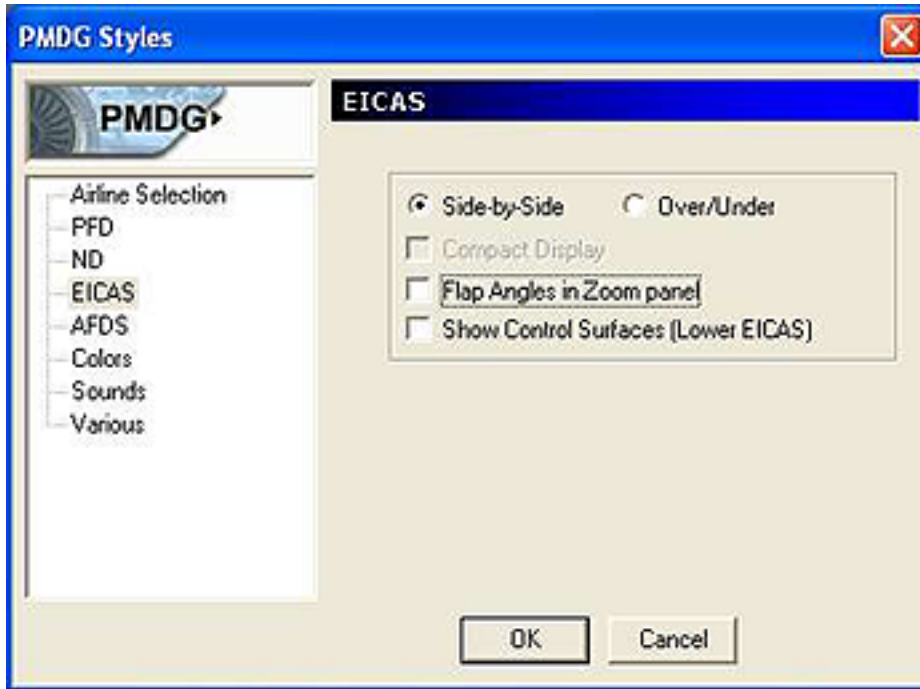 PMDG Styles
PMDG
EICAS
Airline Selection
PFD
ND
EICAS
AFDS
Colors
Sounds
Various
Side-by-Side Over/Under
Compact Display
Flap Angles in Zoom panel
Show Control Surfaces (Lower EICAS)
OK Cancel